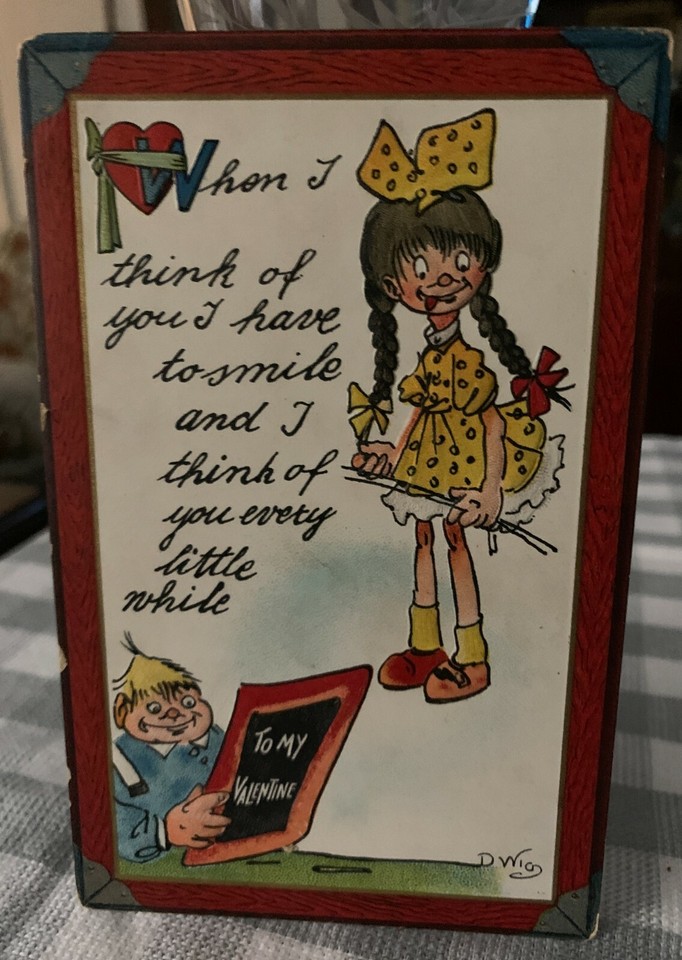 When I
think of
you I have
to smile
and I
think of
you every
little
while
TO MY
VALENTINE
D Wig